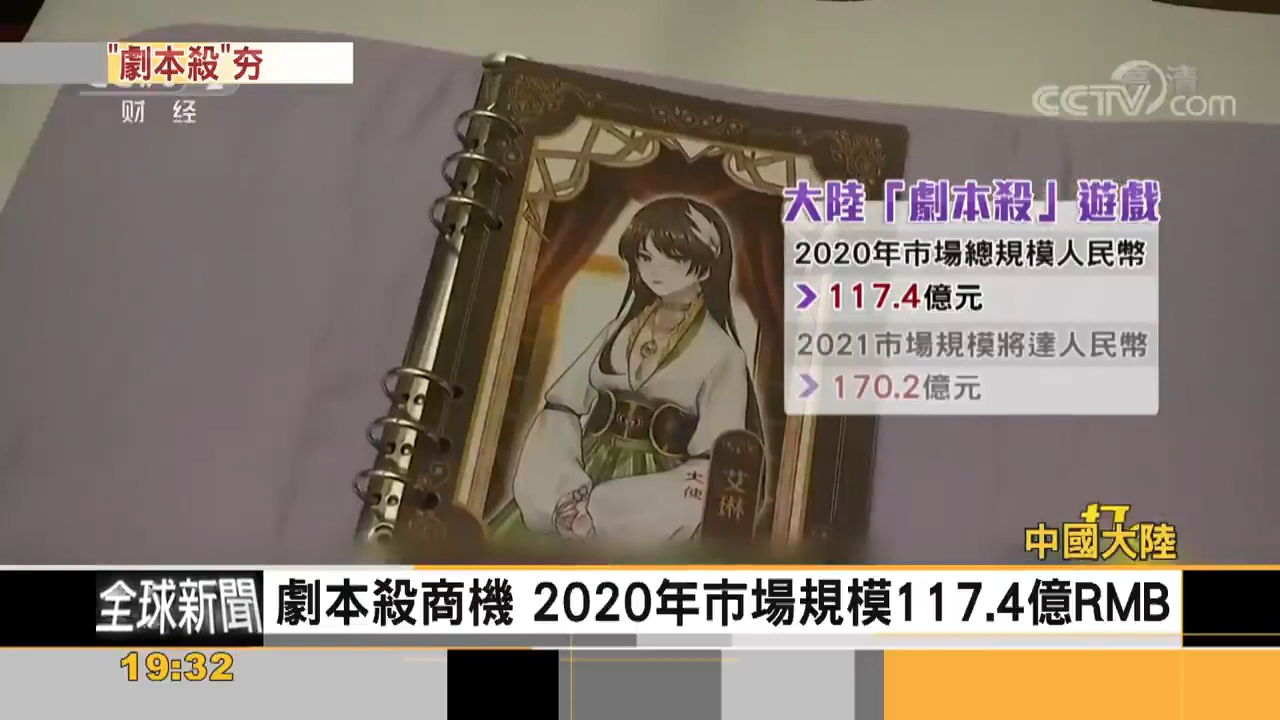 "劇本殺"夯
财 经
高清
CCTV.com
大陸「劇本殺」遊戲
2020年市場總規模人民幣
117.4億元
2021市場規模將達人民幣
170.2億元
艾
士
使
中國大陸
全球新聞
劇本殺商機 2020年市場規模117.4億RMB
19:32